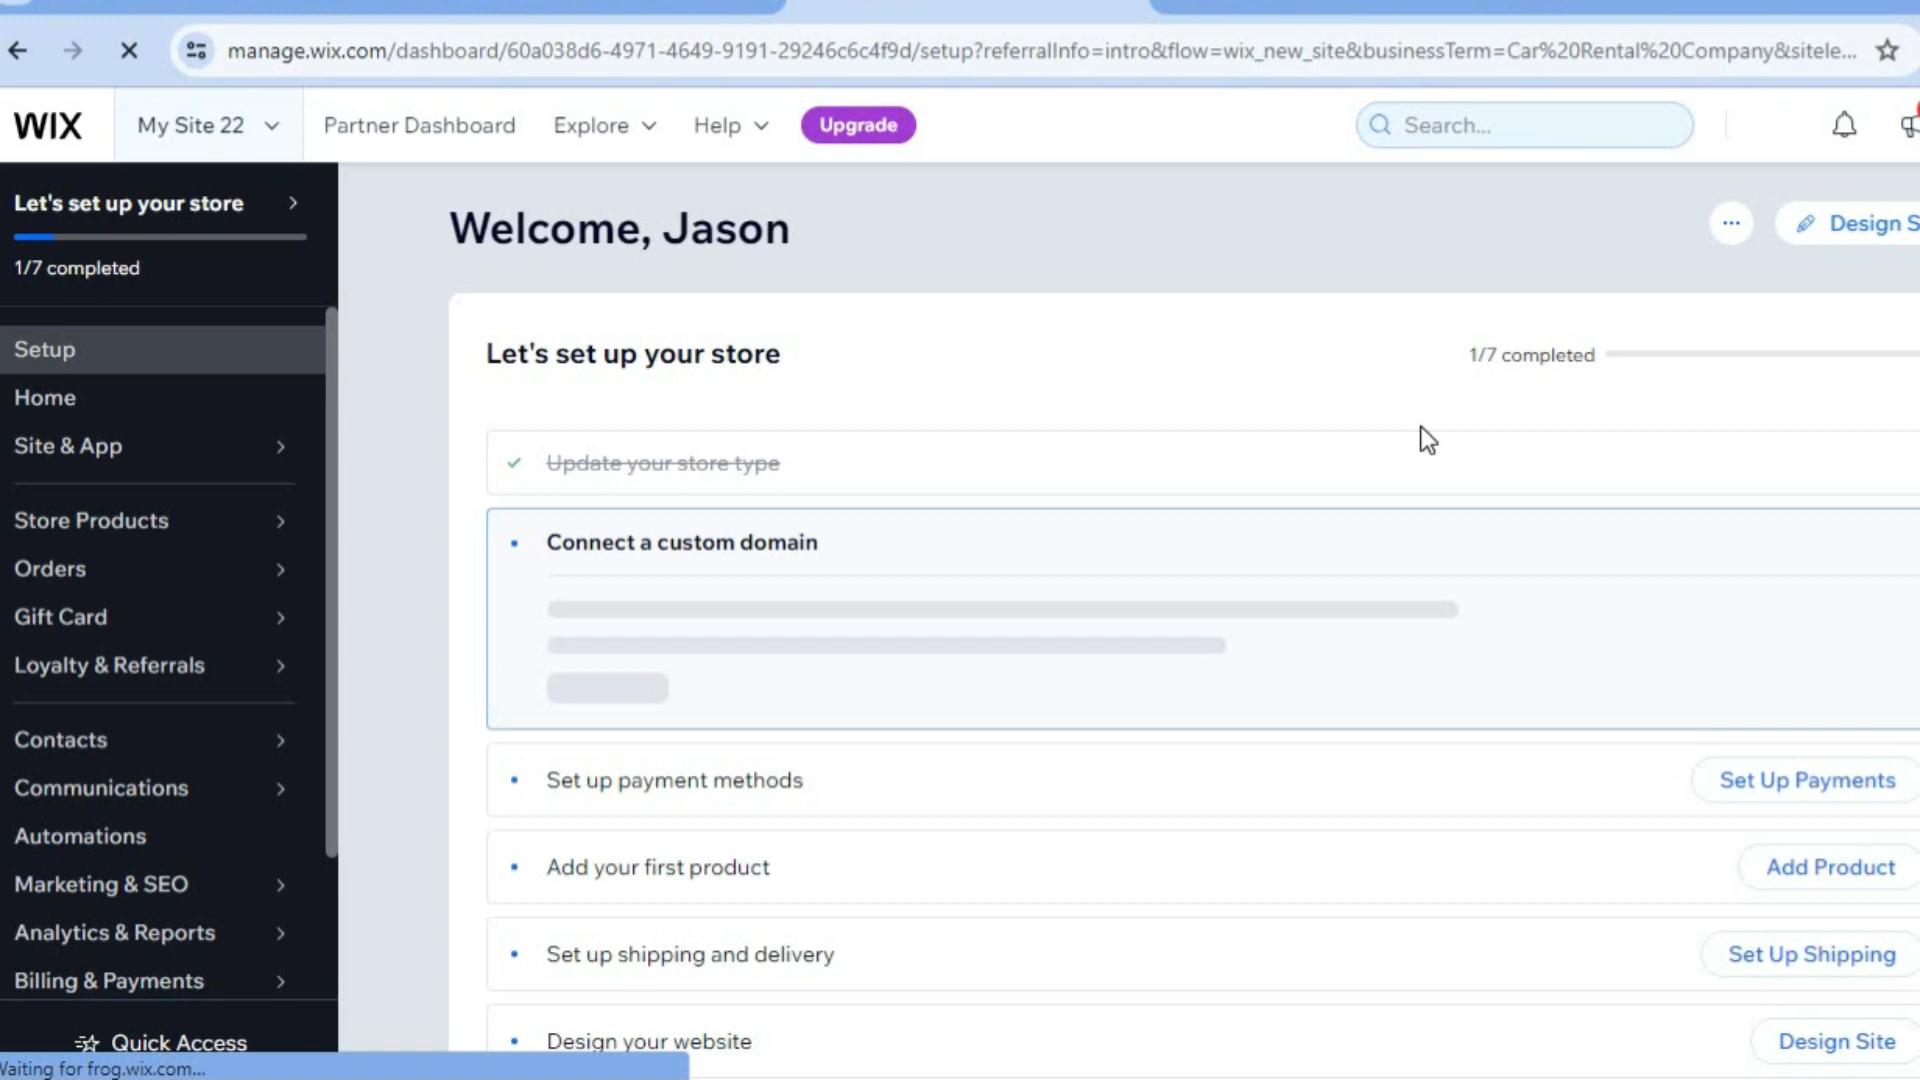 manage.wix.com/dashboard/60a038d6-4971-4649-9191-29246c6c4f9d/setup?referralInfo=intro&flow=wix_new_site&businessTerm=Car%20Rental%20Company&sitele...
WIX
My Site 22
Partner Dashboard
Explore
Help
Upgrade
Search...
Let's set up your store
1/7 completed
Setup
Home
Site & App
Store Products
Orders
Gift Card
Loyalty & Referrals
Contacts
Communications
Automations
Marketing & SEO
Analytics & Reports
Billing & Payments
Quick Access
Welcome, Jason
Design S
Let's set up your store
1/7 completed
Update your store type
Connect a custom domain
Set up payment methods
Set Up Payments
Add your first product
Add Product
Set up shipping and delivery
Set Up Shipping
Design your website
Design Site
Waiting for frog.wix.com...